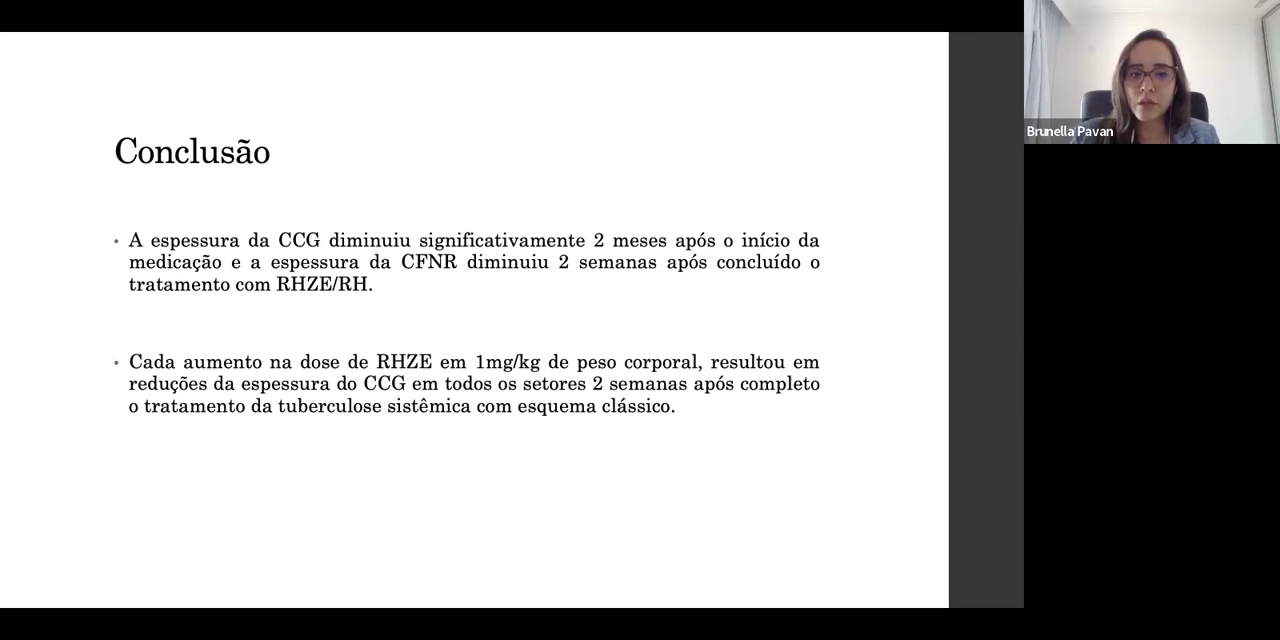 Conclusão
• A espessura da CCG diminuiu significativamente 2 meses após o início da
medicação e a espessura da CFNR diminuiu 2 semanas após concluído o
tratamento com RHZE/RH.
• Cada aumento na dose de RHZE em 1mg/kg de peso corporal, resultou em
reduções da espessura do CCG em todos os setores 2 semanas após completo
o tratamento da tuberculose sistêmica com esquema clássico.
Brunella Pavan